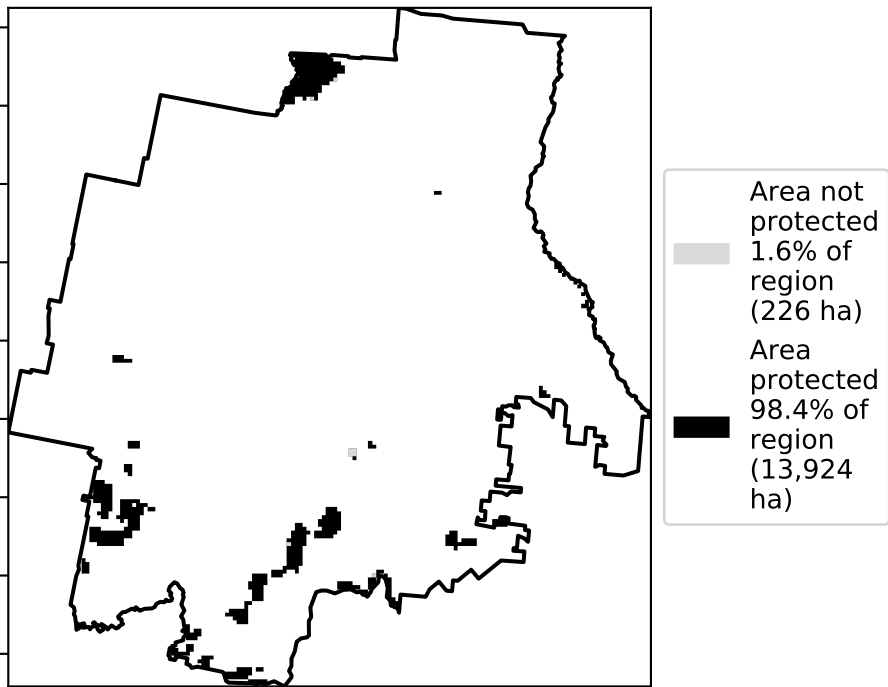 Area not
protected
1.6% of
region
(226 ha)
Area
protected
98.4% of
region
(13,924
ha)